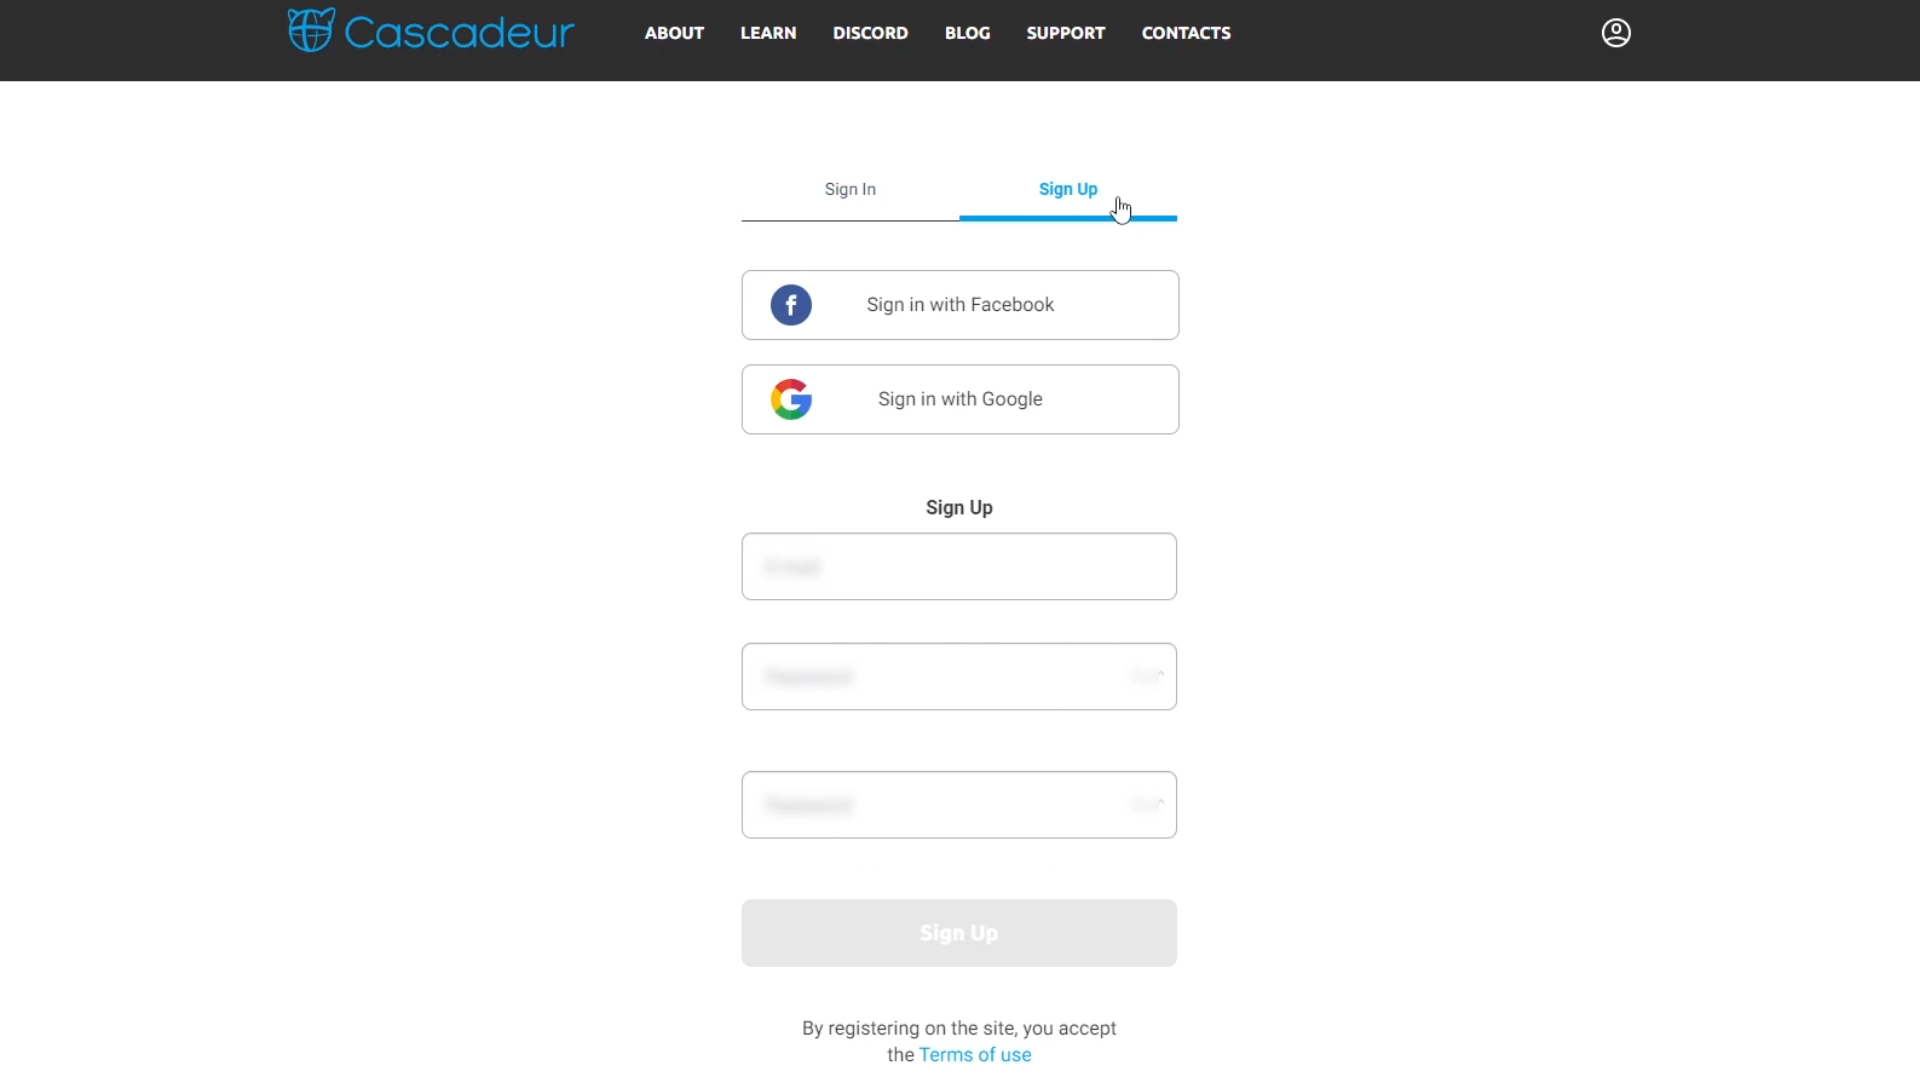 Cascadeur
ABOUT LEARN DISCORD BLOG SUPPORT CONTACTS
Sign In Sign Up
Sign in with Facebook
Sign in with Google
Sign Up
Sign Up
By registering on the site, you accept
the Terms of use